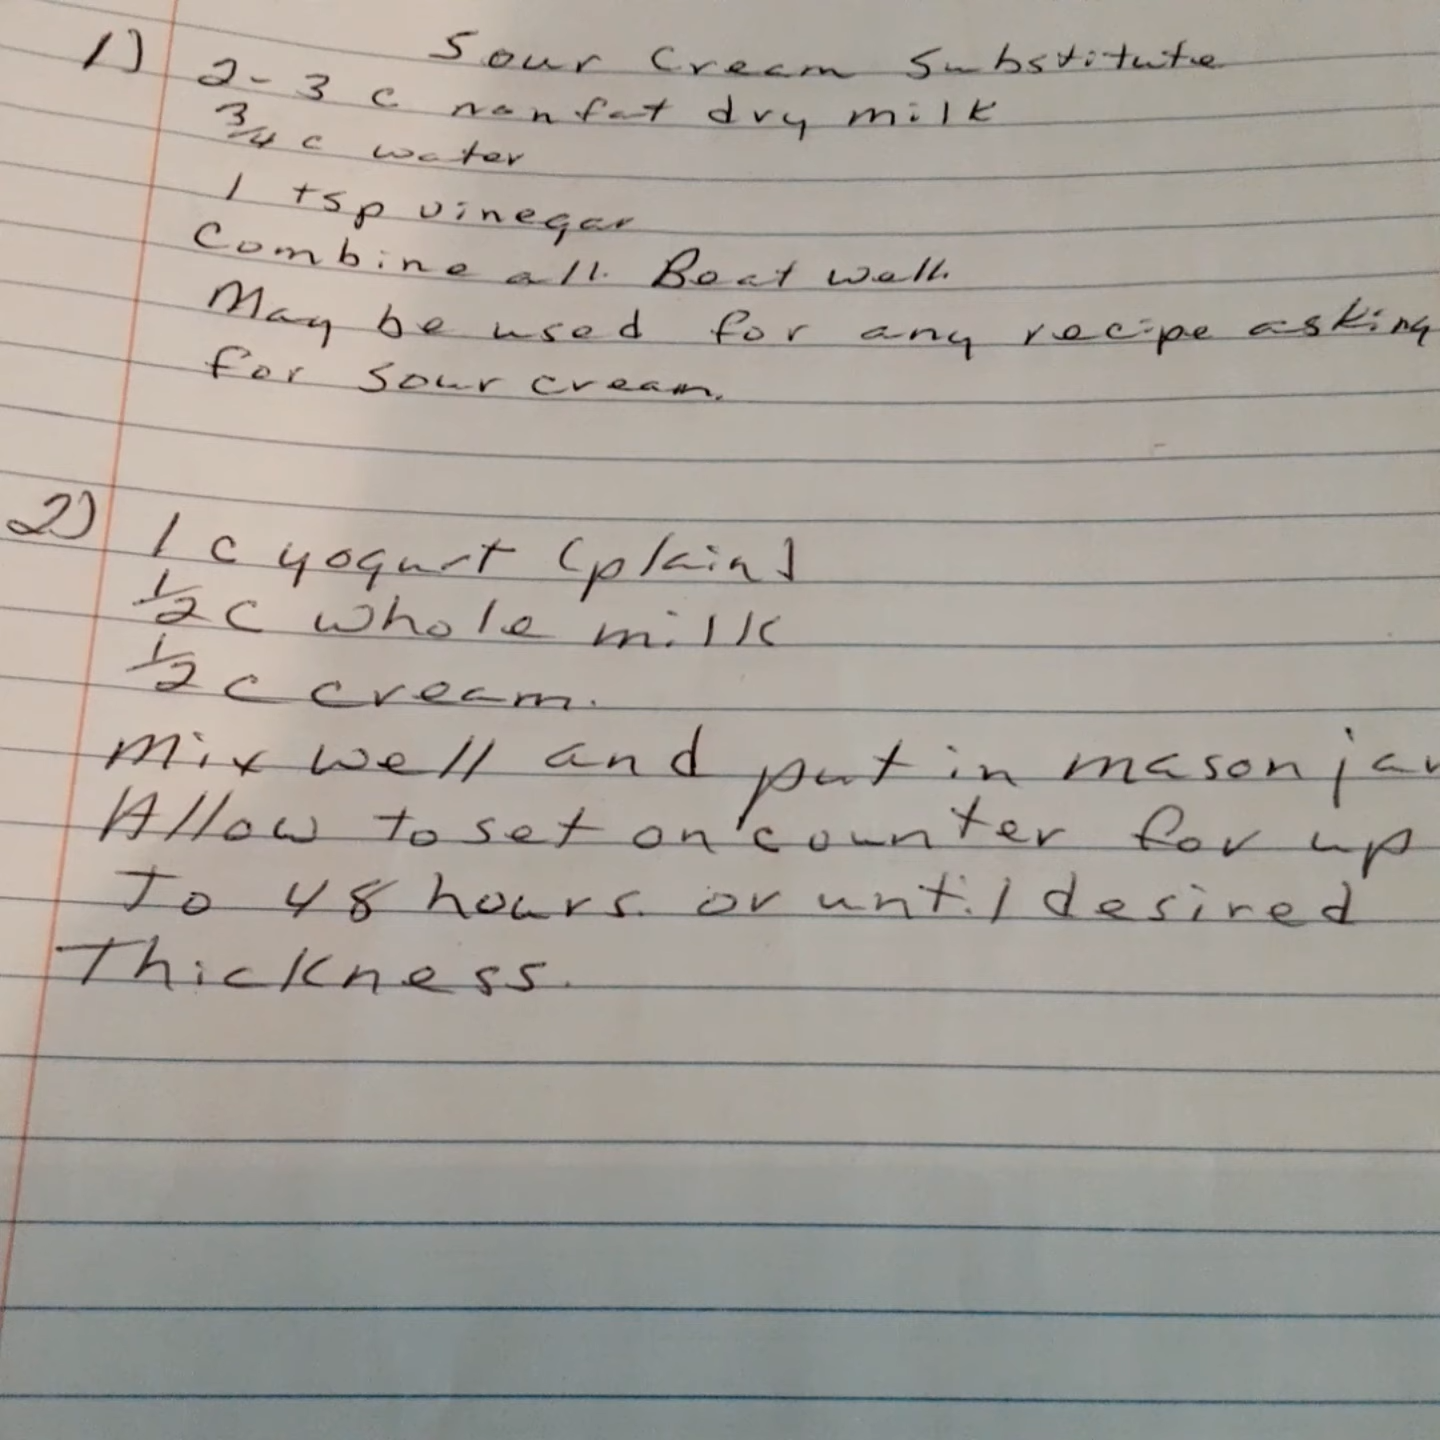 1) Sour Cream Substitute
2-3 c nonfat dry milk
3/4 c water
1 tsp vinegar
Combine all. Beat well.
May be used for any recipe asking
for sour cream.
2) 1 c yogurt (plain)
1/2 c whole milk
1/2 c cream.
Mix well and put in mason jar
Allow to set on counter for up
To 48 hours. or until desired
Thickness.